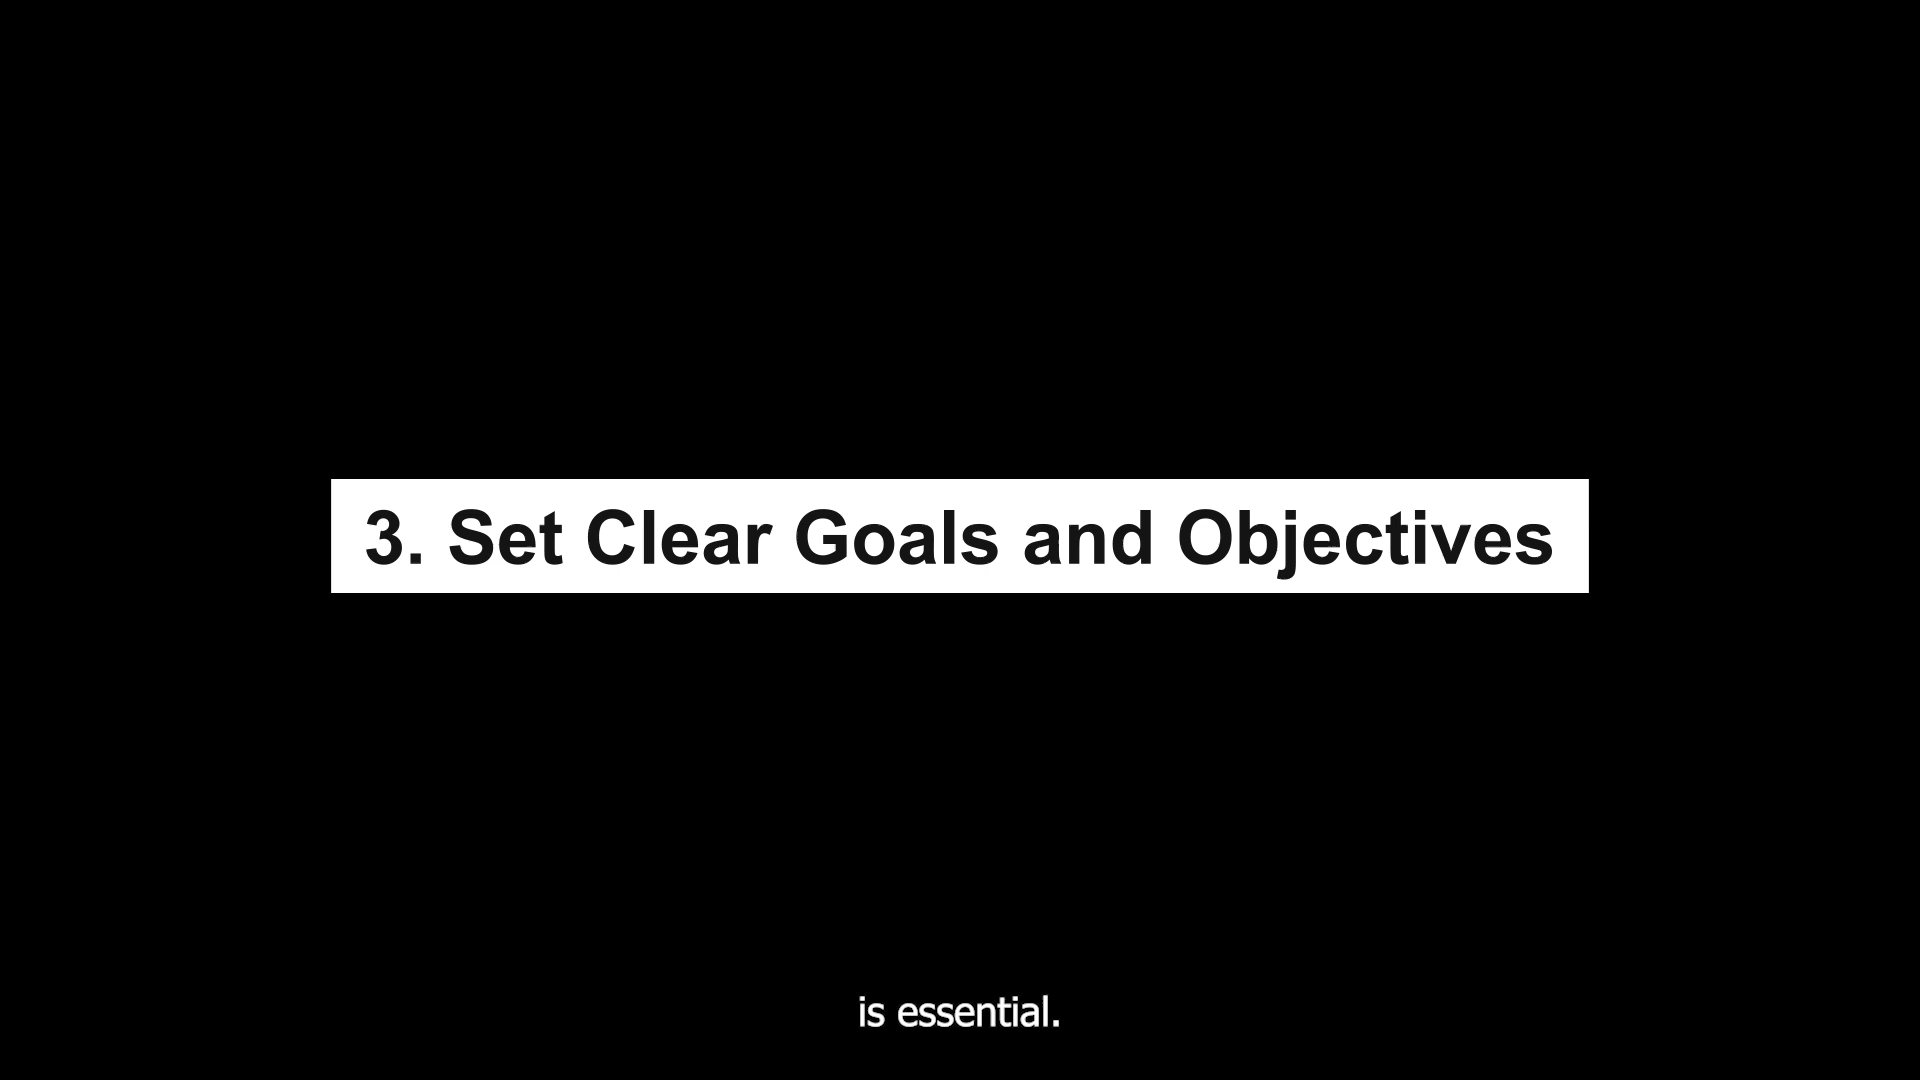 3. Set Clear Goals and Objectives
is essential.